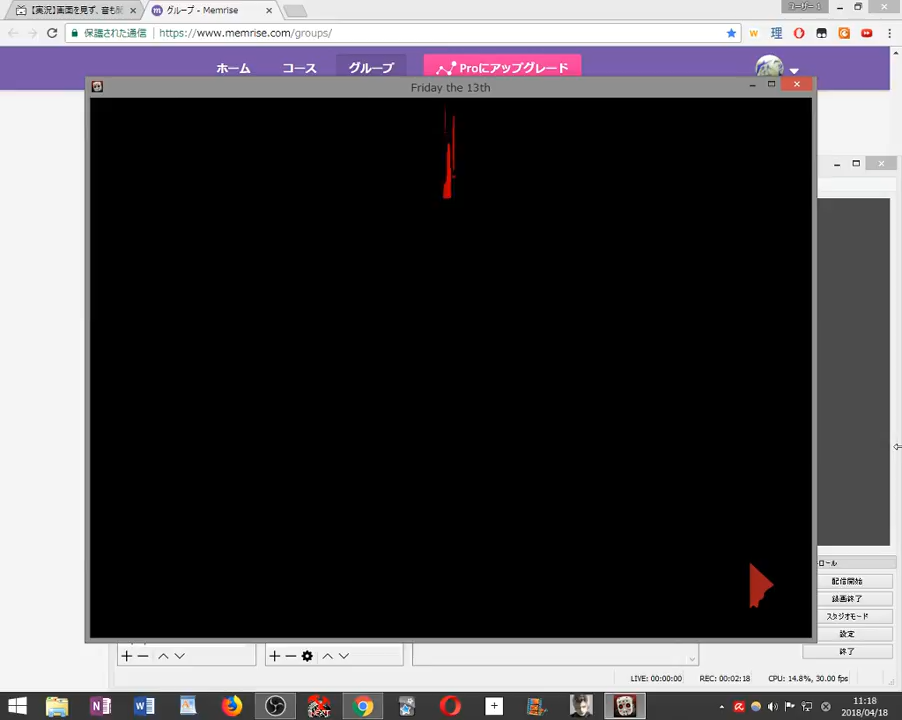 【実況】画面を見ず、音も配
グループ - Memrise
ユーザー 1
保護された通信
https://www.memrise.com/groups/
ホーム
コース
グループ
Proにアップグレード
Friday the 13th
ロール
配信開始
録画終了
スタジオモード
設定
終了
LIVE: 00:00:00
REC: 00:02:18
CPU: 14.8%, 30.00 fps
11:18
2018/04/18